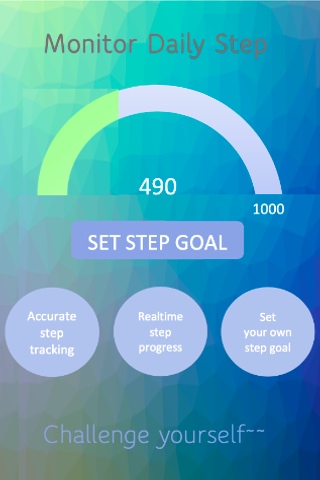 Monitor Daily Step
490
1000
SET STEP GOAL
Accurate
step
tracking
Realtime
step
progress
Set
your own
step goal
Challenge yourself~~